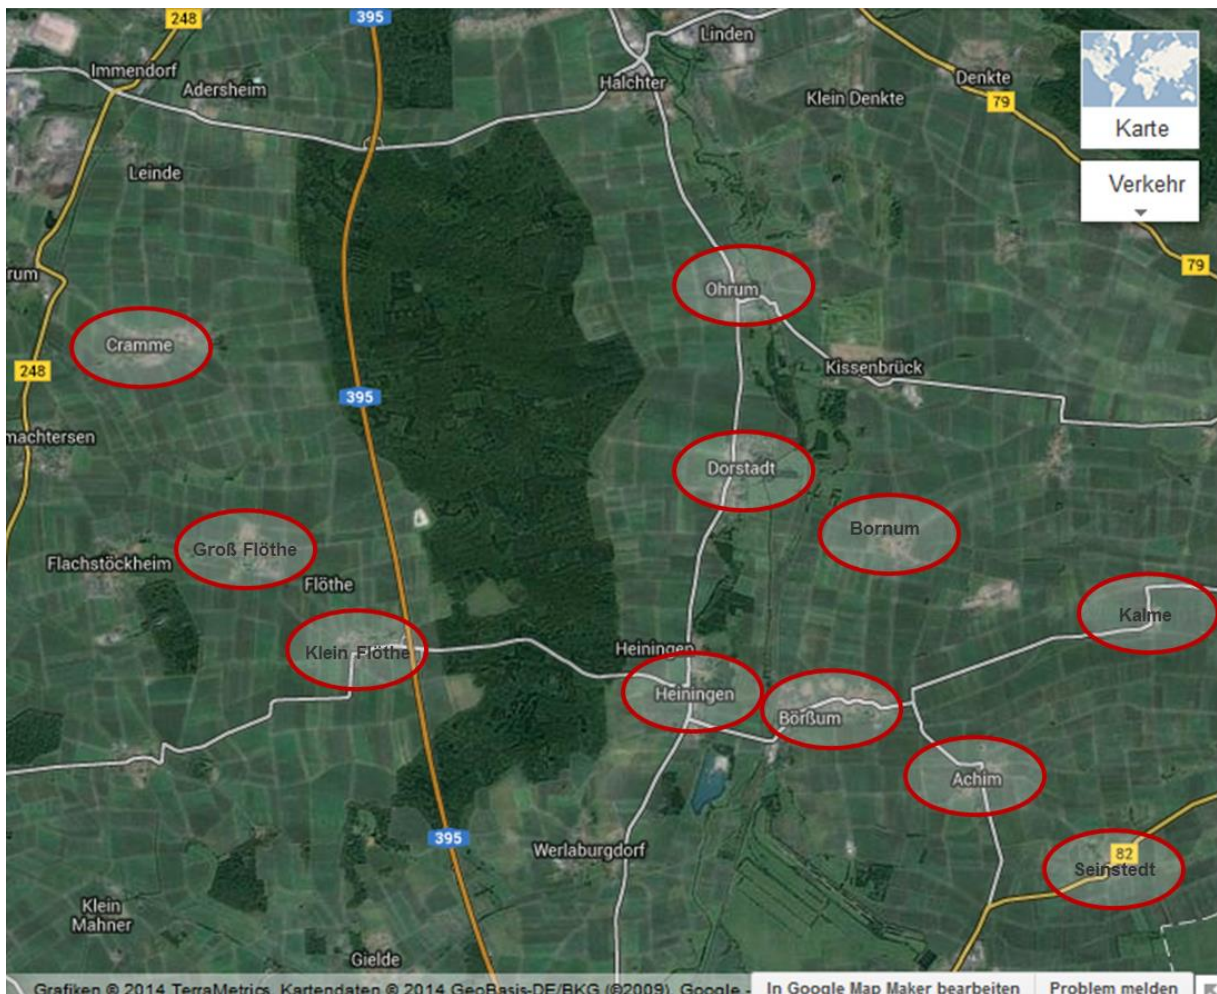 248
395
Linden
Immendorf
Adersheim
Halchter
Denkte
Klein Denkte
79
Karte
Leinde
Verkehr
rum
79
Ohrum
Cramme
248
Kissenbrück
395
machtersen
Dorstadt
Bornum
Groß Flöthe
Flachstöckheim
Flöthe
Kalme
Klein Flöthe
Heiningen
Heiningen
Börßum
Achim
395
Werlaburgdorf
82
Seinstedt
Klein
Mahner
Gielde
Grafiken © 2014 TerraMetrics, Kartendaten © 2014 GeoBasis-DE/BKG (©2009), Google - In Google Map Maker bearbeiten Problem melden